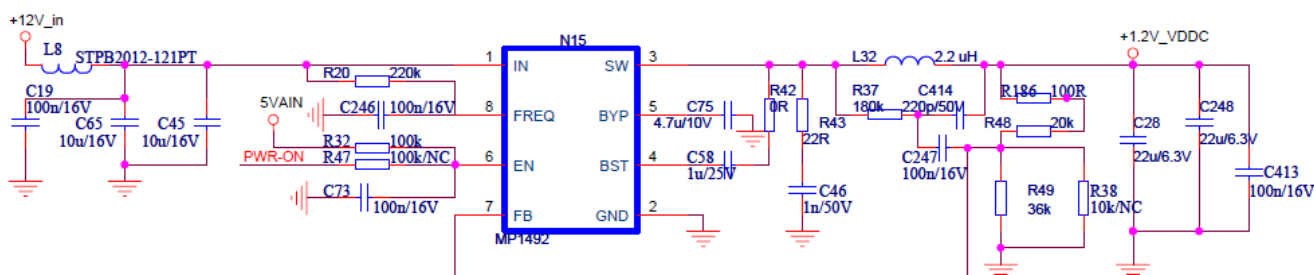 +12V_in
L8
STPB2012-121PT
C19
100n/16V
C65
10u/16V
C45
10u/16V
R20
220k
C246
100n/16V
5VAIN
R32
100k
PWR-ON
R47
100k/NC
C73
100n/16V
N15
1
IN
8
FREQ
6
EN
7
FB
SW
3
BYP
5
BST
4
GND
2
MP1492
C75
4.7u/10V
C58
1u/25V
R42
0R
R43
22R
C46
1n/50V
L32
2.2 uH
R37
180k
C414
220p/50V
C247
100n/16V
R186
100R
R48
20k
R49
36k
R38
10k/NC
+1.2V_VDDC
C28
22u/6.3V
C248
22u/6.3V
C413
100n/16V